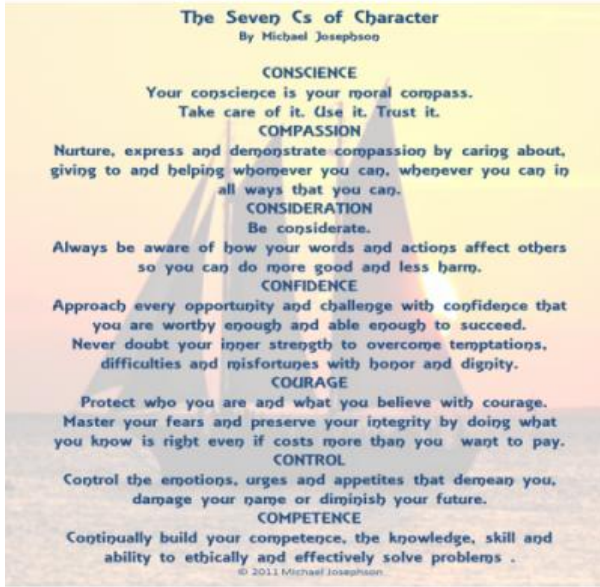 The Seven Cs of Character
By Michael Josephson
CONSCIENCE
Your conscience is your moral compass.
Take care of it. Use it. Trust it.
COMPASSION
Nurture, express and demonstrate compassion by caring about,
giving to and helping whomever you can, whenever you can in
all ways that you can.
CONSIDERATION
Be considerate.
Always be aware of how your words and actions affect others
so you can do more good and less harm.
CONFIDENCE
Approach every opportunity and challenge with confidence that
you are worthy enough and able enough to succeed.
Never doubt your inner strength to overcome temptations,
difficulties and misfortunes with honor and dignity.
COURAGE
Protect who you are and what you believe with courage.
Master your fears and preserve your integrity by doing what
you know is right even if costs more than you want to pay.
CONTROL
Control the emotions, urges and appetites that demean you,
damage your name or diminish your future.
COMPETENCE
Continually build your competence, the knowledge, skill and
ability to ethically and effectively solve problems .
© 2011 Michael Josephson